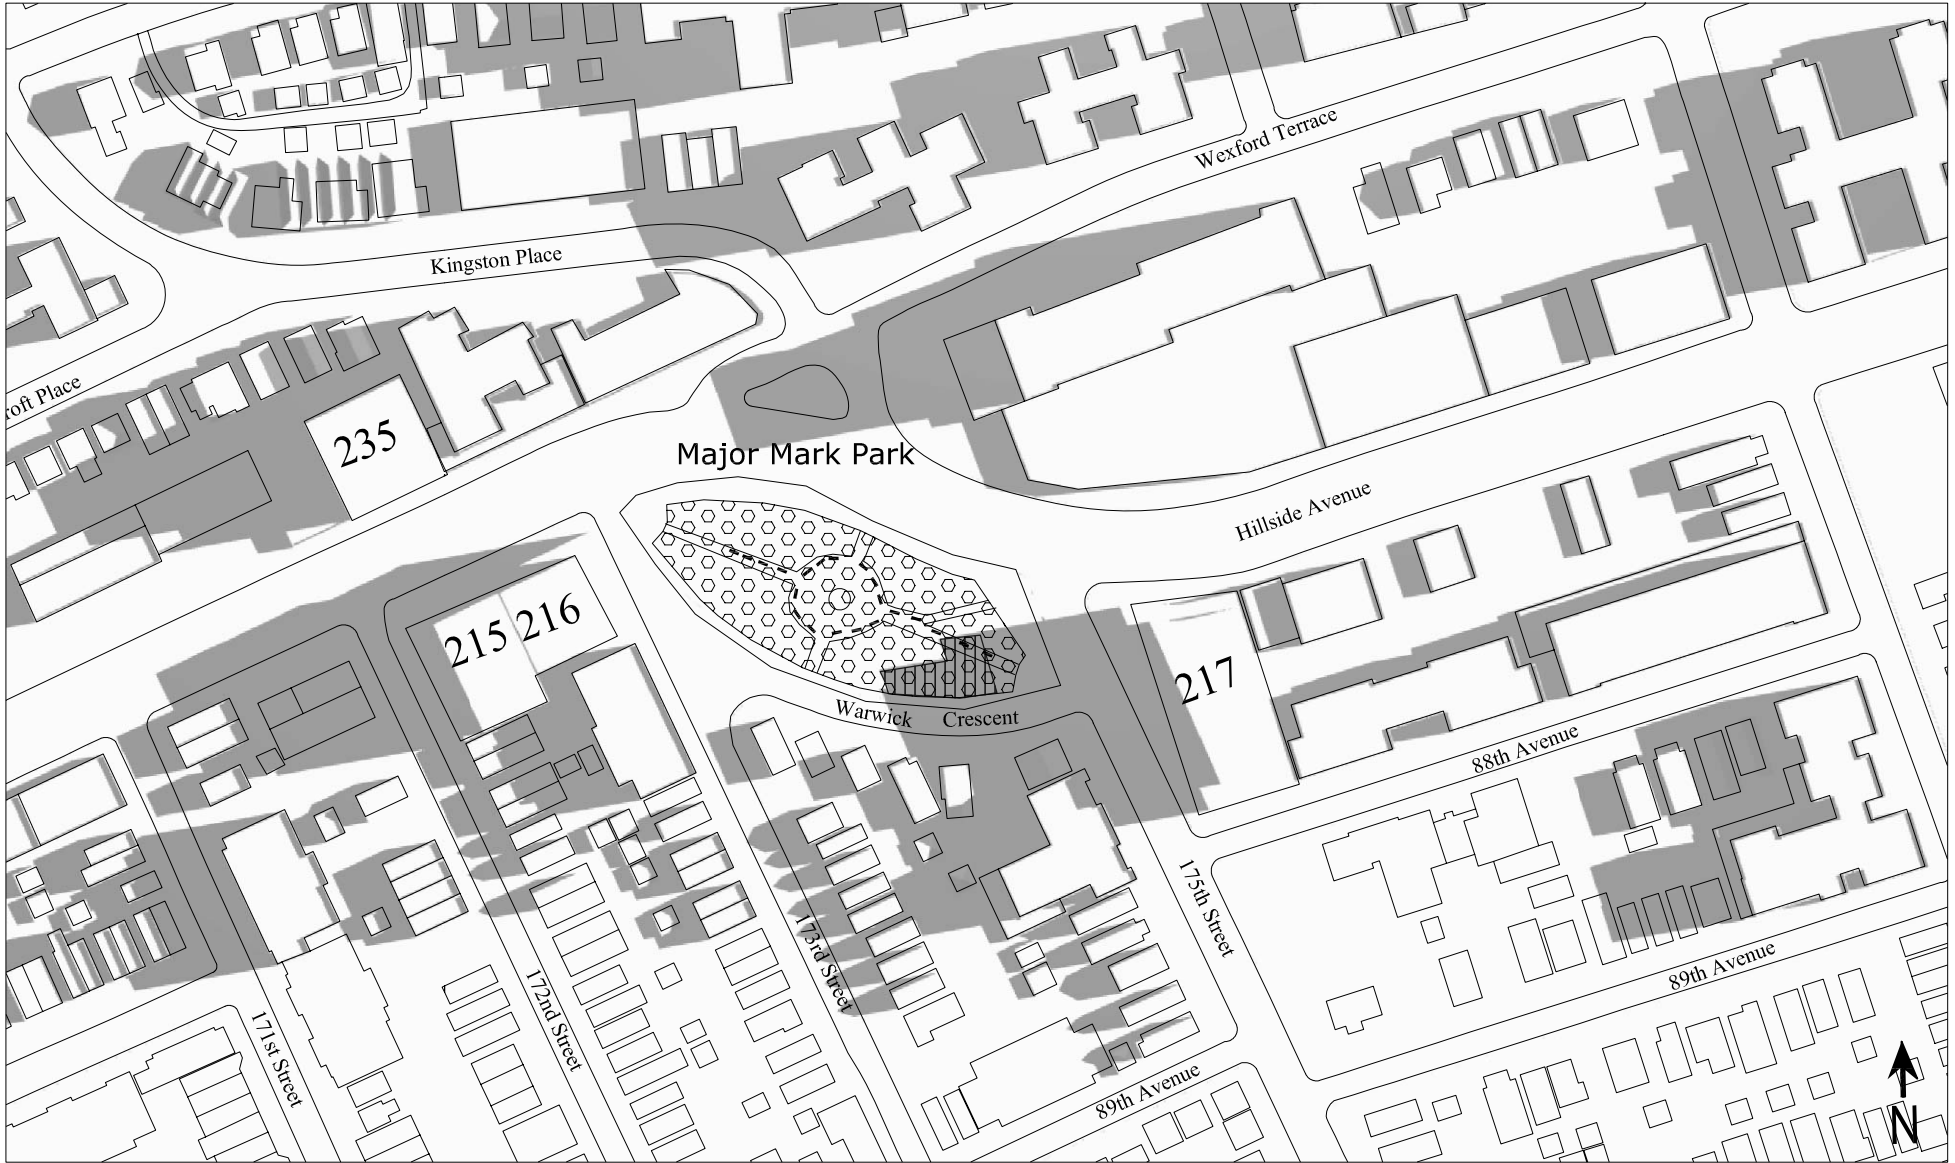 Wexford Terrace
Kingston Place
roft Place
235
Major Mark Park
Hillside Avenue
215
216
217
Warwick Crescent
88th Avenue
175th Street
173rd Street
89th Avenue
172nd Street
171st Street
89th Avenue
N